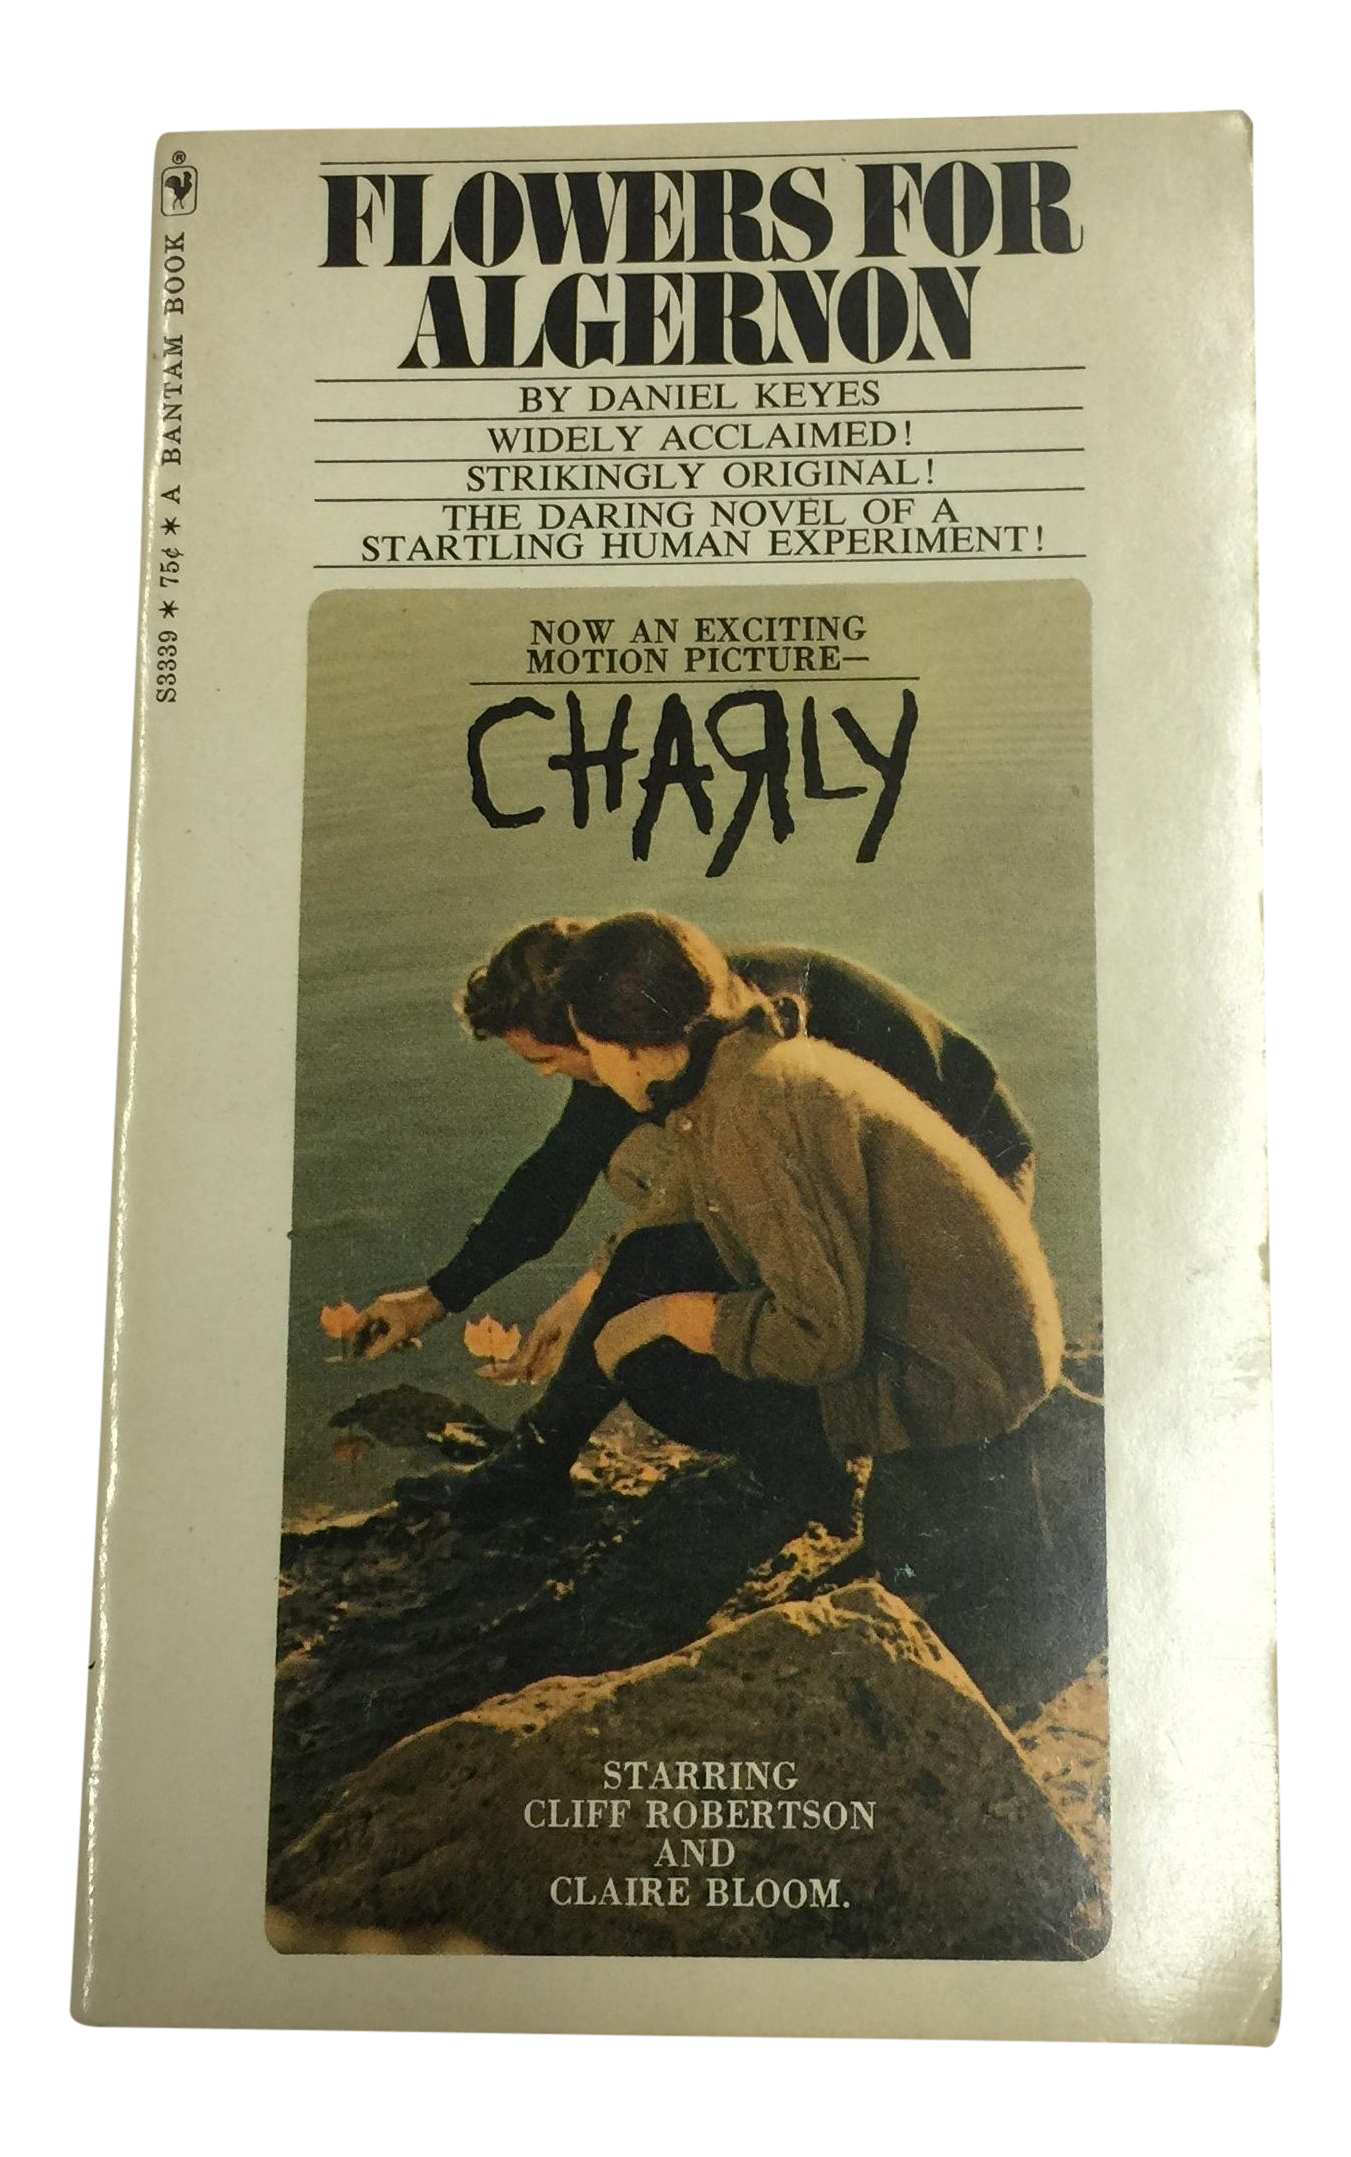 FLOWERS FOR
ALGERNON
BY DANIEL KEYES
WIDELY ACCLAIMED!
STRIKINGLY ORIGINAL!
THE DARING NOVEL OF A
STARTLING HUMAN EXPERIMENT!
NOW AN EXCITING
MOTION PICTURE—
CHAЯLY
STARRING
CLIFF ROBERTSON
AND
CLAIRE BLOOM.
S3339 * 75¢ * A BANTAM BOOK ®